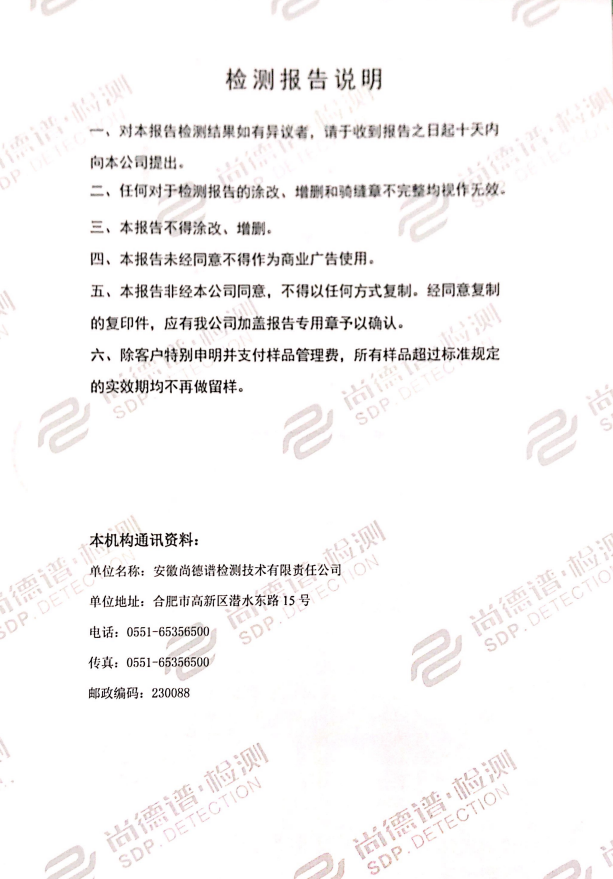 检测报告说明
一、对本报告检测结果如有异议者，请于收到报告之日起十天内
向本公司提出。
二、任何对于检测报告的涂改、增删和骑缝章不完整均视作无效。
三、本报告不得涂改、增删。
四、本报告未经同意不得作为商业广告使用。
五、本报告非经本公司同意，不得以任何方式复制。经同意复制
的复印件，应有我公司加盖报告专用章予以确认。
六、除客户特别申明并支付样品管理费，所有样品超过标准规定
的实效期均不再做留样。
本机构通讯资料：
单位名称：安徽尚德谱检测技术有限责任公司
单位地址：合肥市高新区潜水东路 15 号
电话：0551-65356500
传真：0551-65356500
邮政编码：230088
尚德谱·检测
SDP. DETECTION